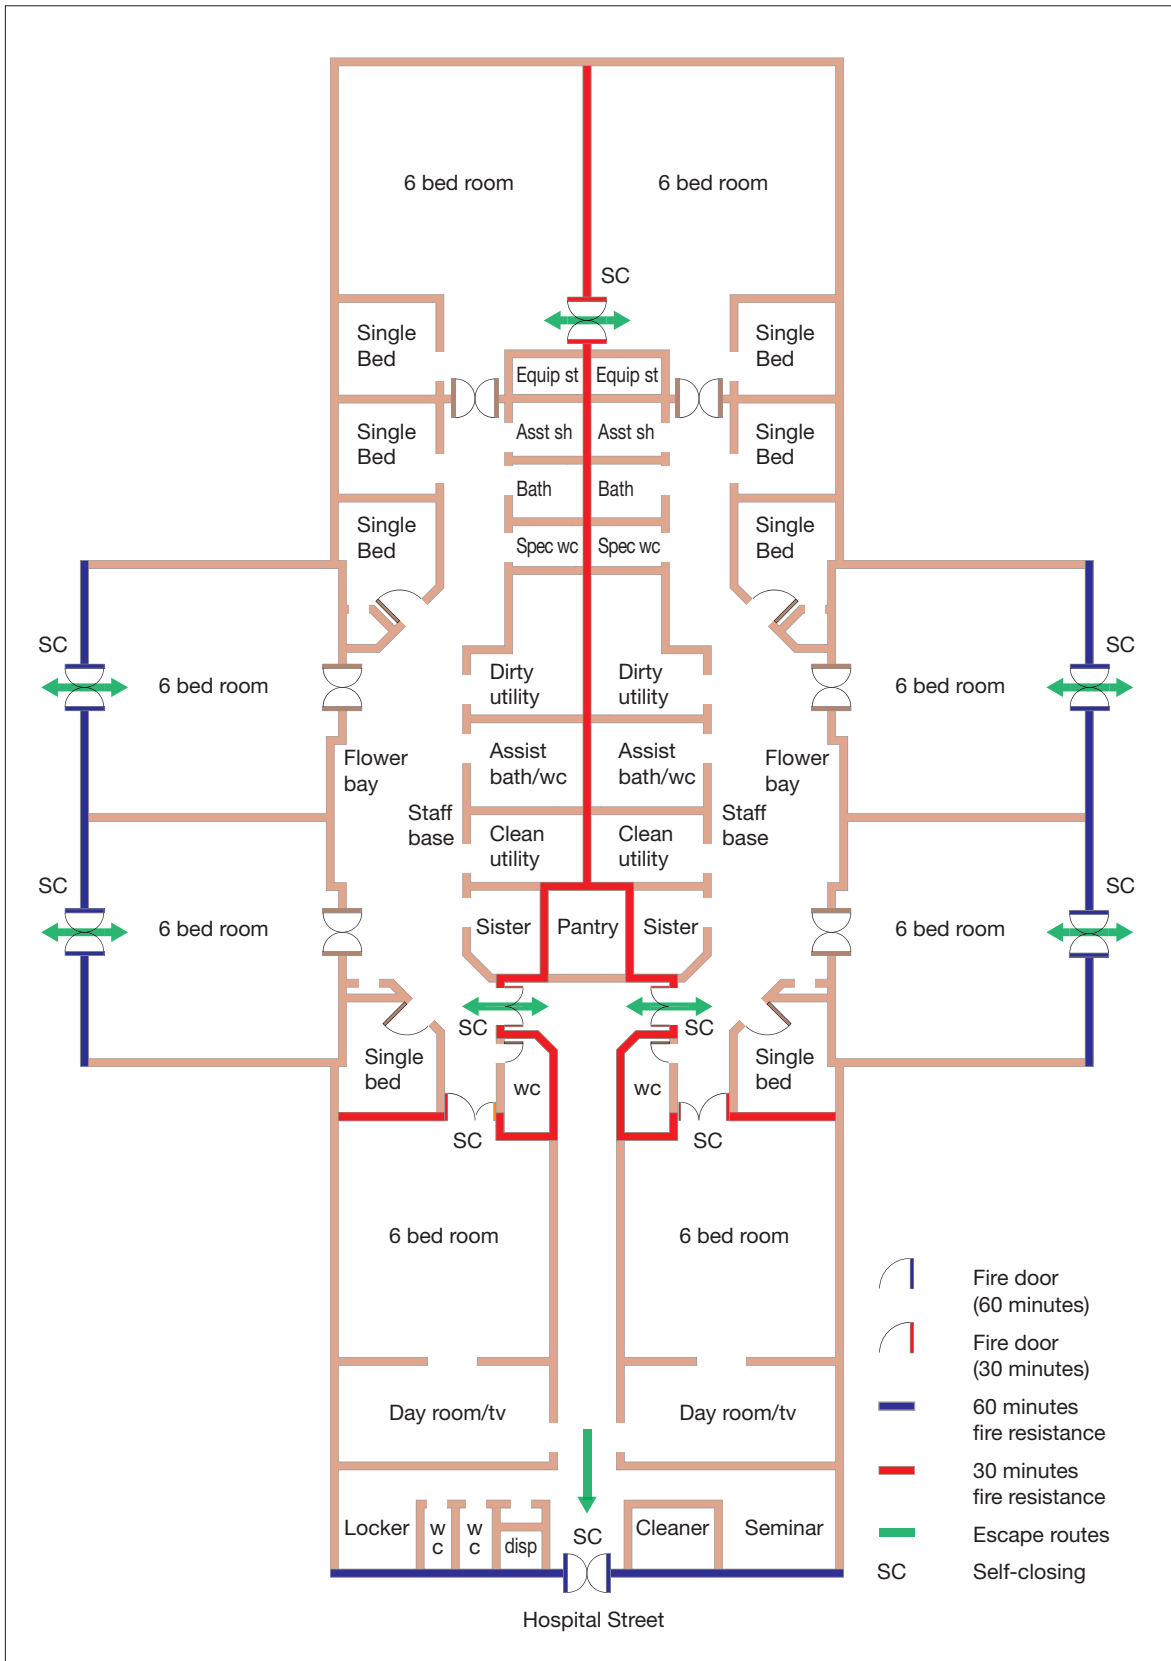 6 bed room
6 bed room
SC
Single
Bed
Equip st
Equip st
Single
Bed
Single
Bed
Asst sh
Asst sh
Single
Bed
Bath
Bath
Single
Bed
Spec wc
Spec wc
Single
Bed
SC
6 bed room
Dirty
utility
Dirty
utility
6 bed room
SC
Flower
bay
Assist
bath/wc
Assist
bath/wc
Flower
bay
Staff
base
Clean
utility
Clean
utility
Staff
base
SC
6 bed room
Sister
Pantry
Sister
6 bed room
SC
SC
SC
Single
bed
wc
wc
Single
bed
SC
SC
6 bed room
6 bed room
Day room/tv
Day room/tv
Locker
w
c
w
c
disp
SC
Cleaner
Seminar
Hospital Street
Fire door
(60 minutes)
Fire door
(30 minutes)
60 minutes
fire resistance
30 minutes
fire resistance
Escape routes
SC
Self-closing